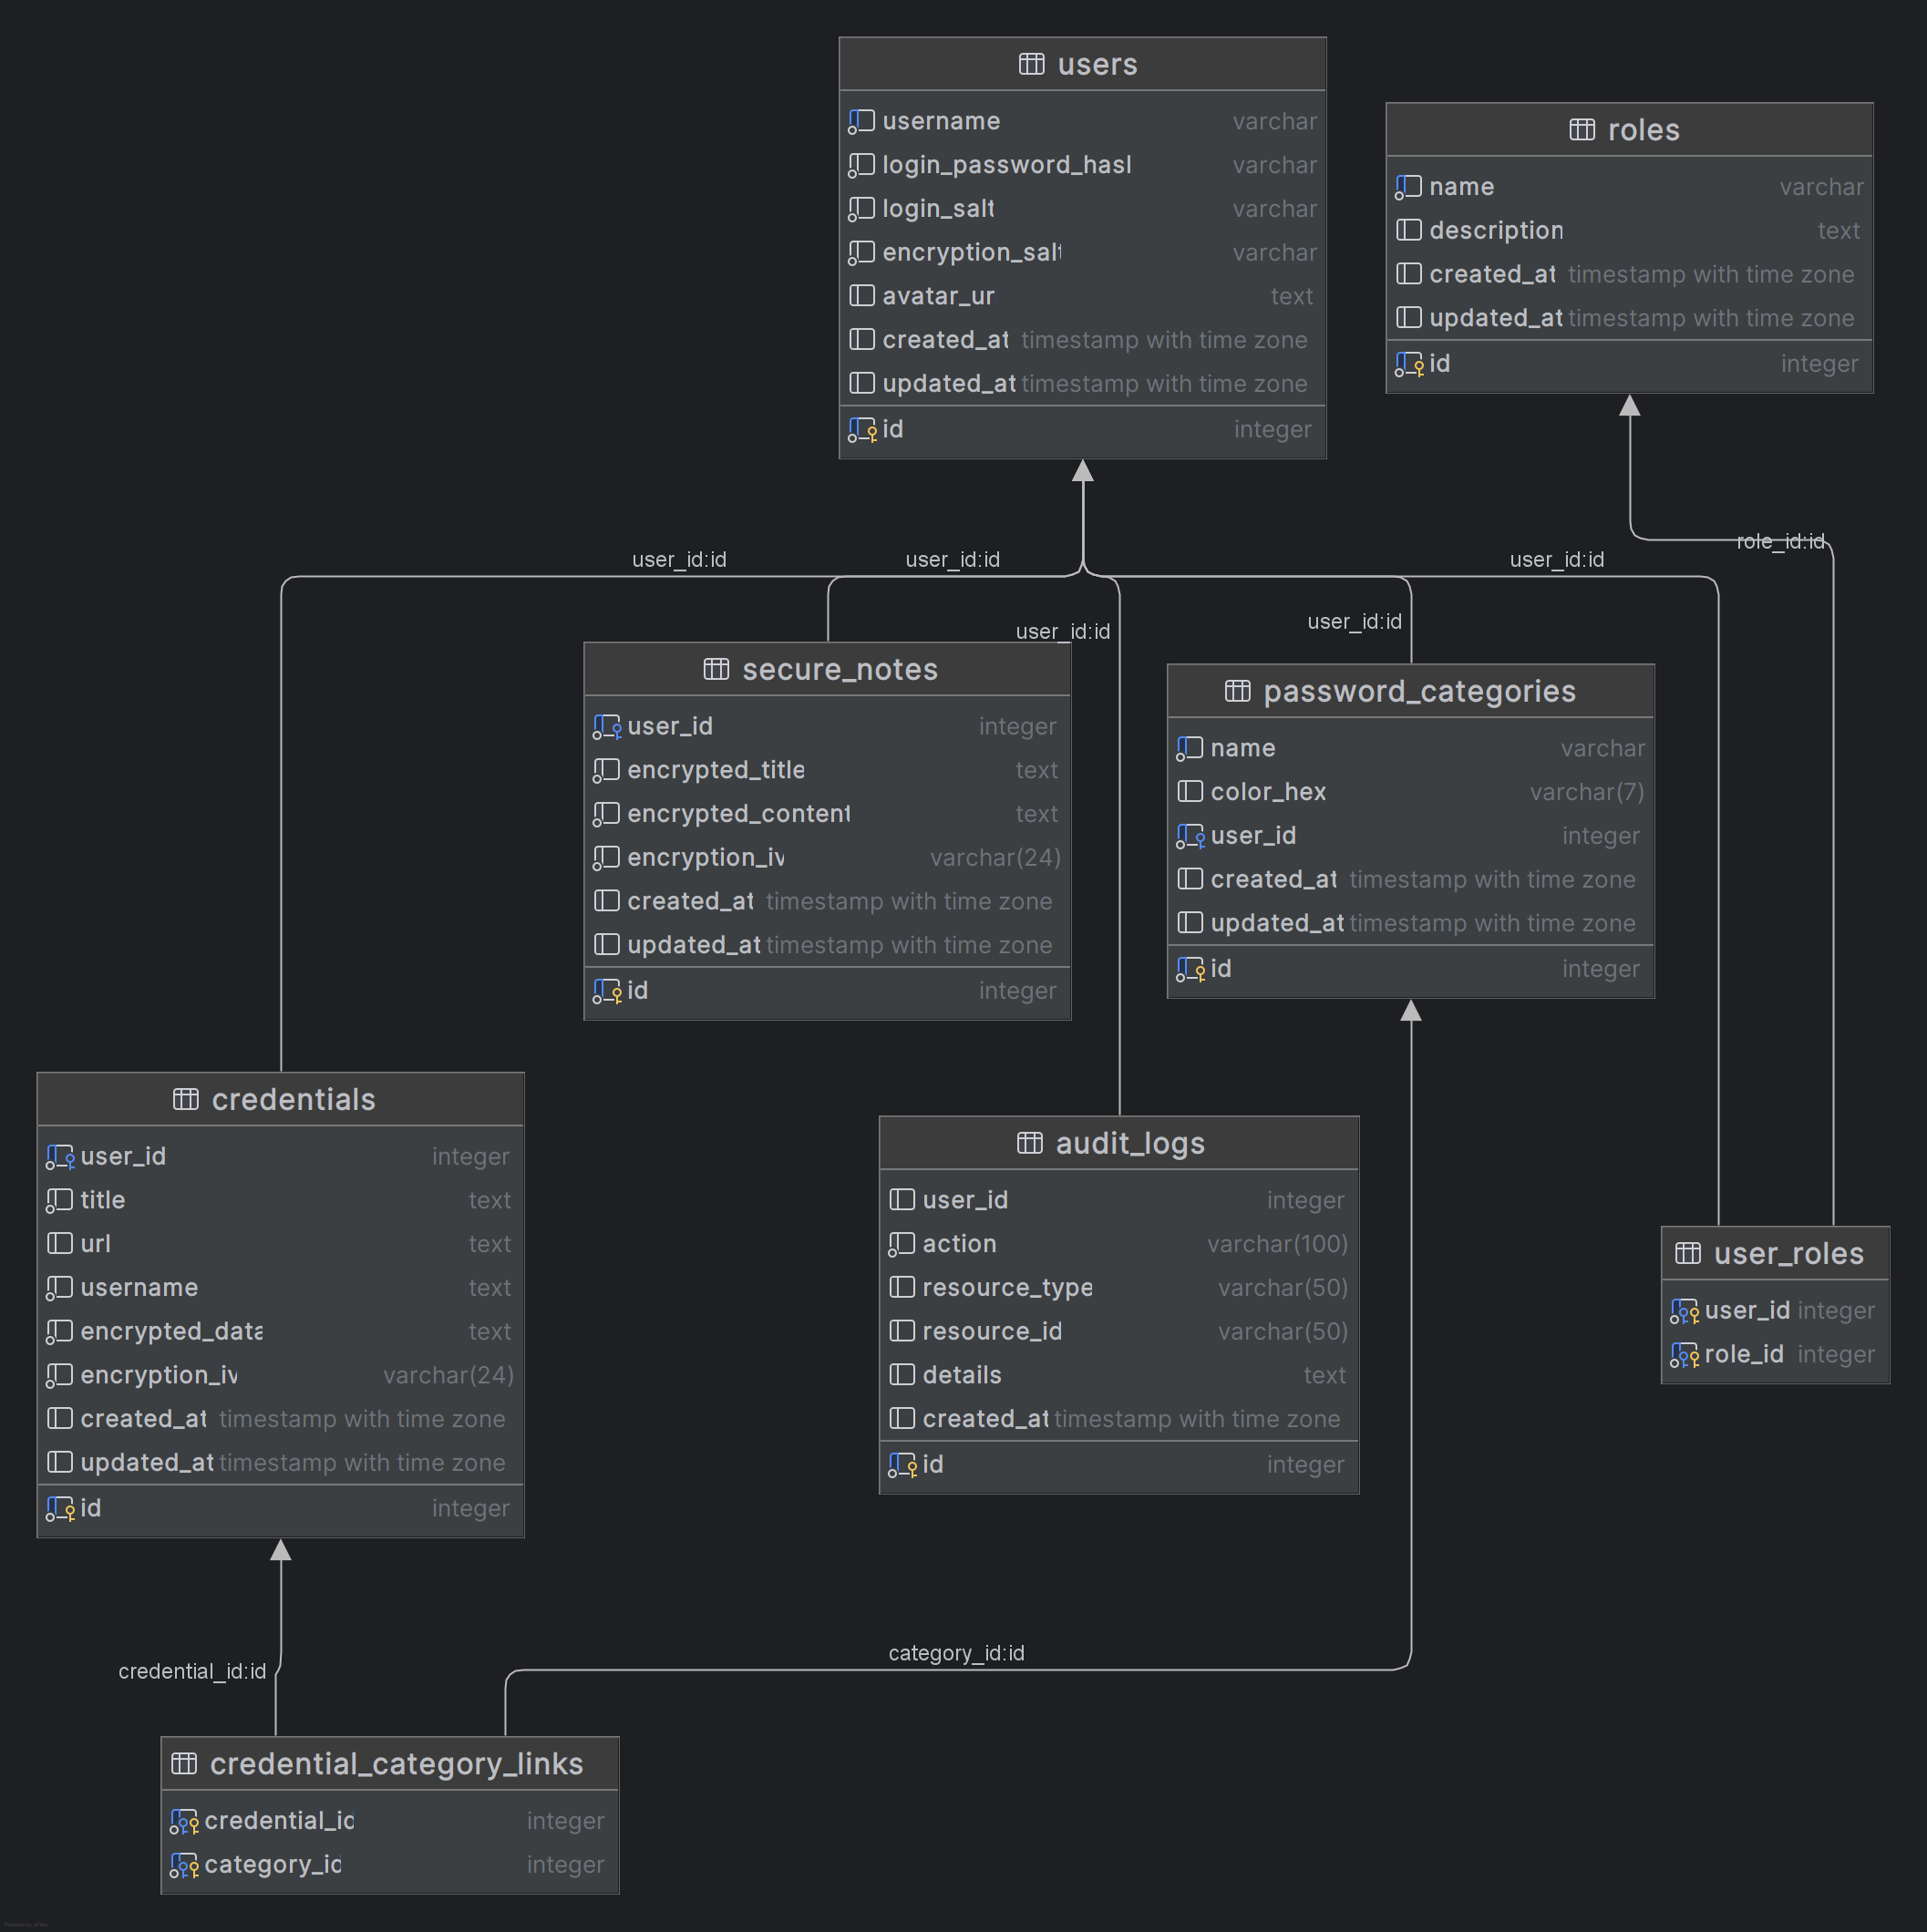 users
username varchar
login_password_hasl varchar
login_salt varchar
encryption_salt varchar
avatar_ur text
created_at timestamp with time zone
updated_at timestamp with time zone
id integer
roles
name varchar
description text
created_at timestamp with time zone
updated_at timestamp with time zone
id integer
role_id:id
user_id:id
user_id:id
user_id:id
user_id:id
user_id:id
secure_notes
user_id integer
encrypted_title text
encrypted_content text
encryption_iv varchar(24)
created_at timestamp with time zone
updated_at timestamp with time zone
id integer
password_categories
name varchar
color_hex varchar(7)
user_id integer
created_at timestamp with time zone
updated_at timestamp with time zone
id integer
credentials
user_id integer
title text
url text
username text
encrypted_data text
encryption_iv varchar(24)
created_at timestamp with time zone
updated_at timestamp with time zone
id integer
audit_logs
user_id integer
action varchar(100)
resource_type varchar(50)
resource_id varchar(50)
details text
created_at timestamp with time zone
id integer
user_roles
user_id integer
role_id integer
credential_id:id
category_id:id
credential_category_links
credential_id integer
category_id integer